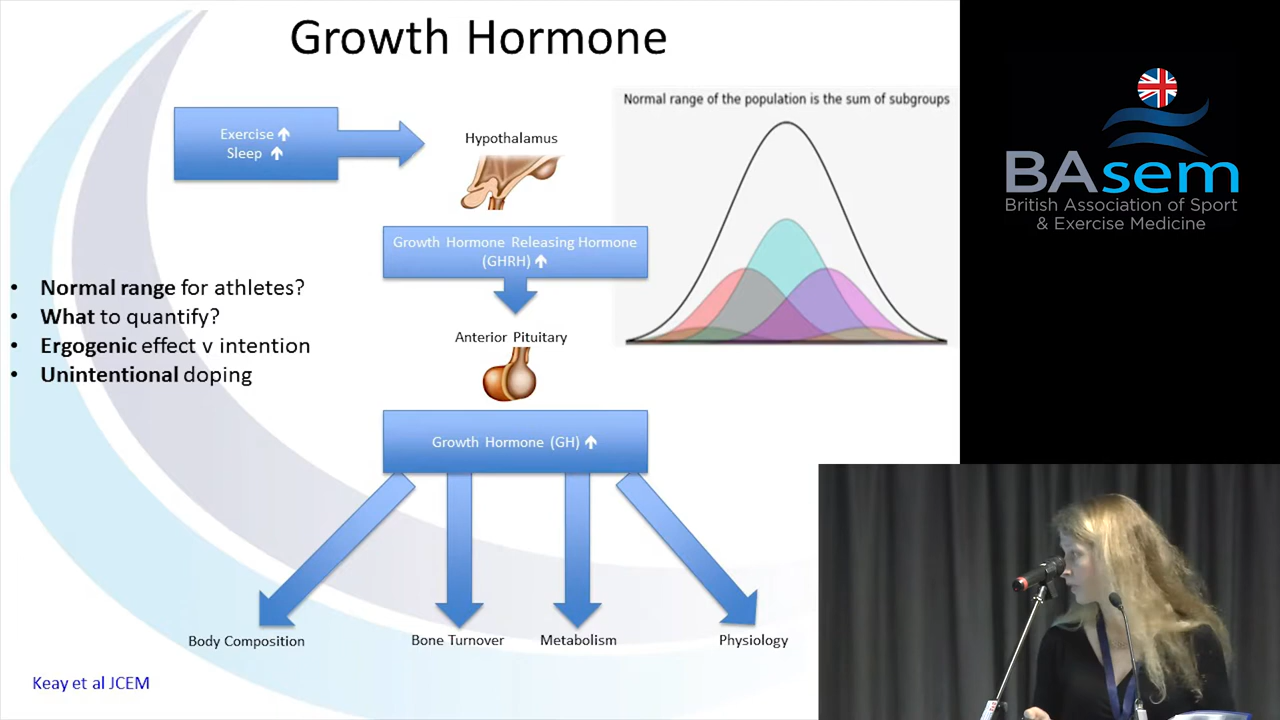 Growth Hormone
Exercise ↑
Sleep ↑
Hypothalamus
Growth Hormone Releasing Hormone
(GHRH) ↑
Anterior Pituitary
Growth Hormone (GH) ↑
Body Composition
Bone Turnover
Metabolism
Physiology
• Normal range for athletes?
• What to quantify?
• Ergogenic effect v intention
• Unintentional doping
Normal range of the population is the sum of subgroups
Keay et al JCEM
BAsem
British Association of Sport
& Exercise Medicine